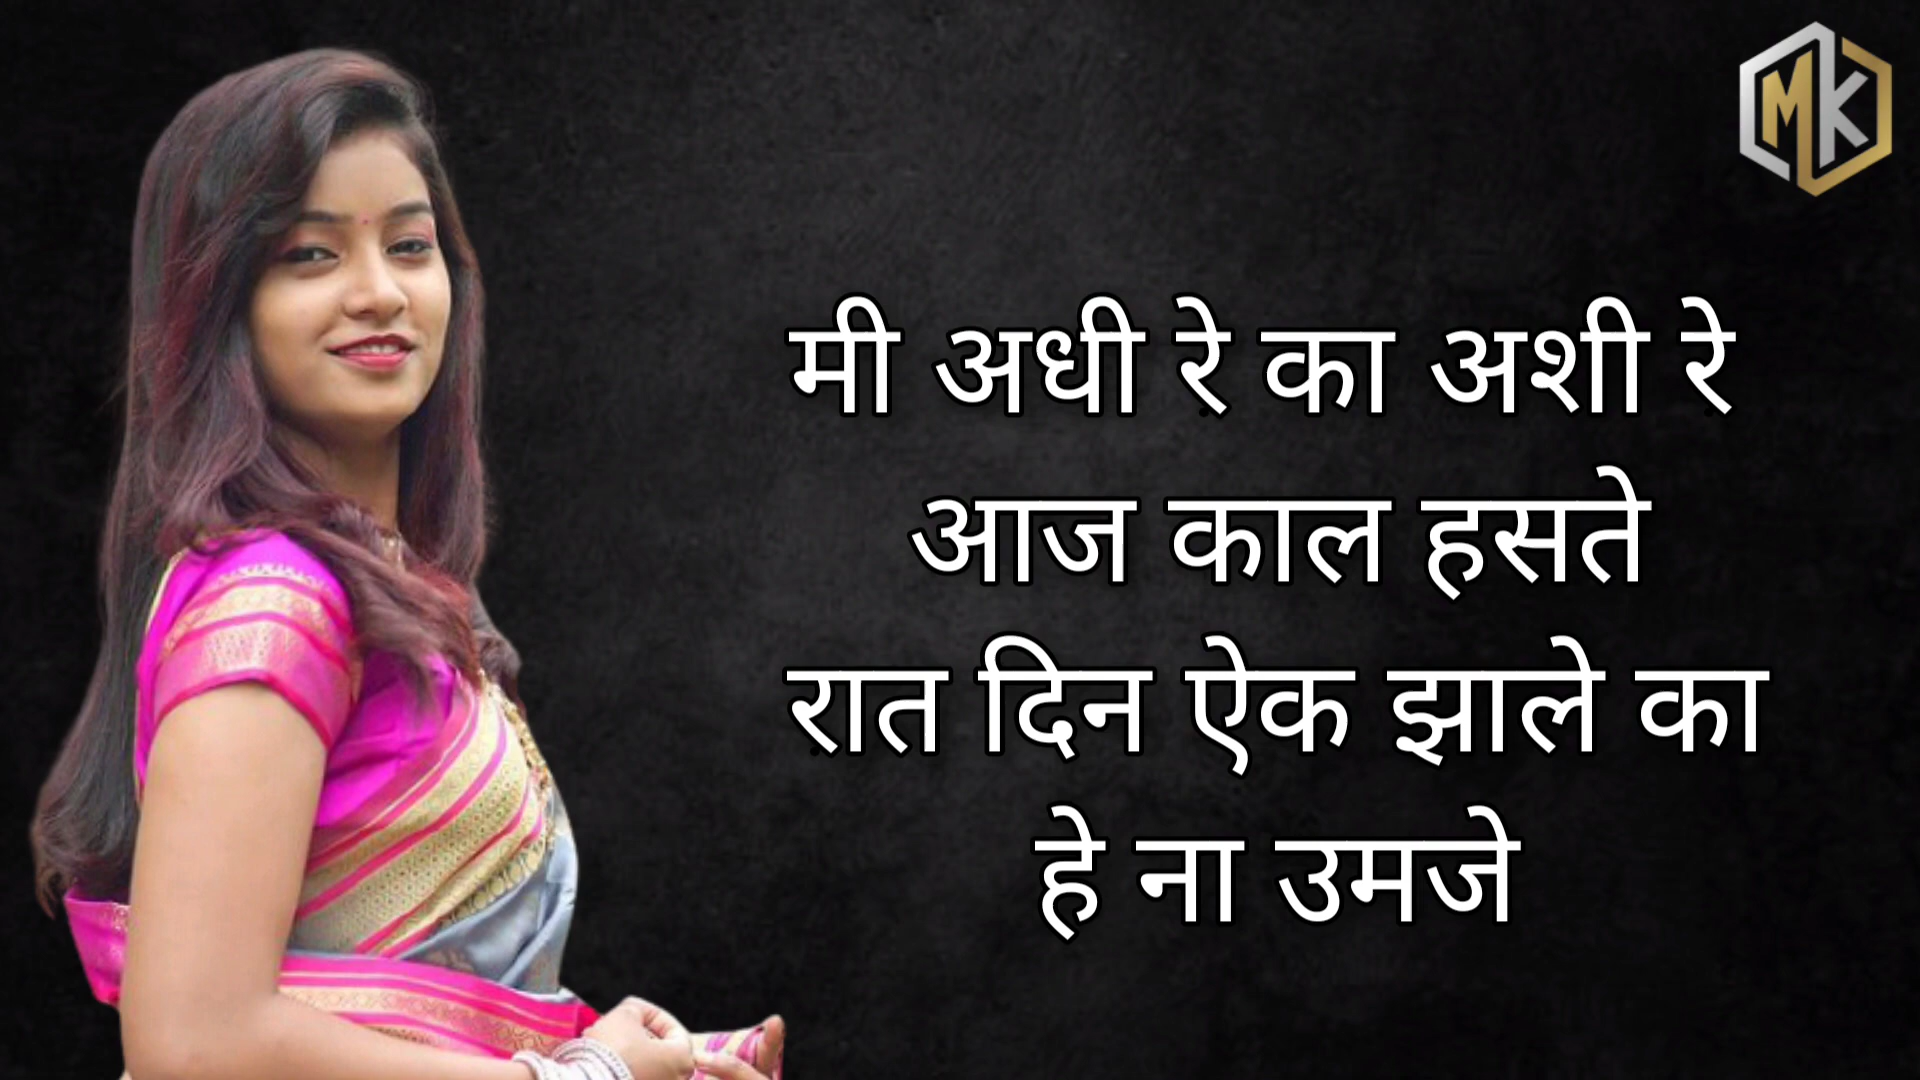 MK
मी अधी रे का अशी रे
आज काल हसते
रात दिन ऐक झाले का
हे ना उमजे